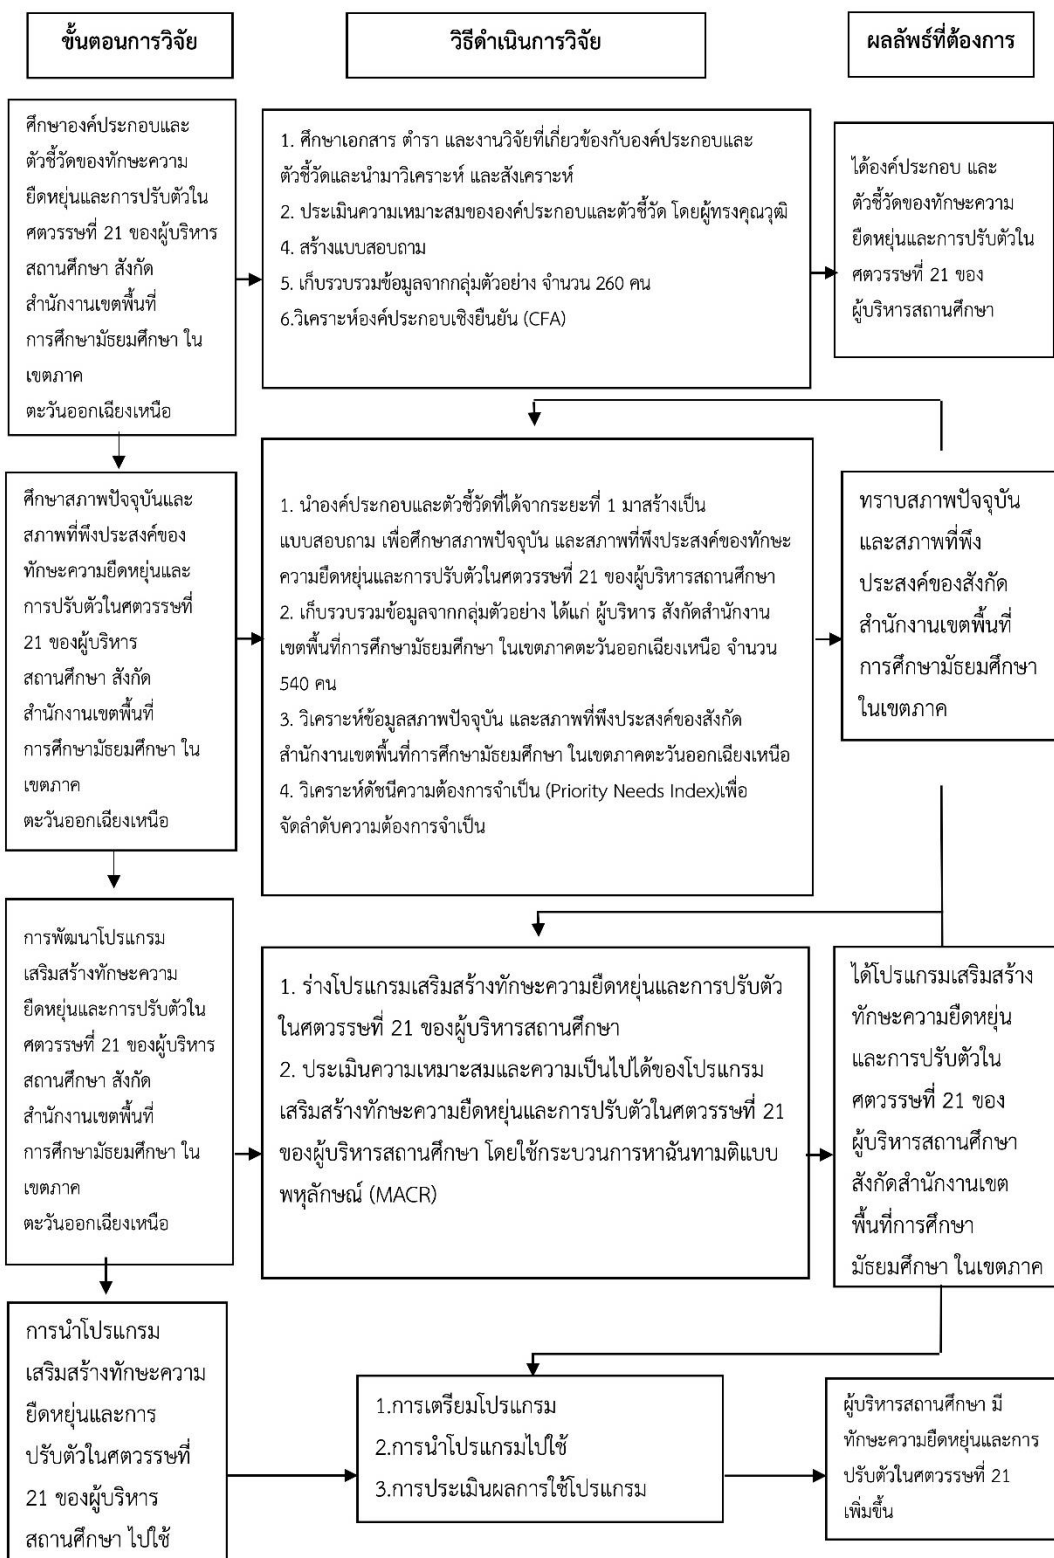 ขั้นตอนการวิจัย
วิธีดำเนินการวิจัย
ผลลัพธ์ที่ต้องการ
ศึกษาองค์ประกอบและ
ตัวชี้วัดของทักษะความ
ยืดหยุ่นและการปรับตัวใน
ศตวรรษที่ 21 ของผู้บริหาร
สถานศึกษา สังกัด
สำนักงานเขตพื้นที่
การศึกษามัธยมศึกษา ใน
เขตภาค
ตะวันออกเฉียงเหนือ
1. ศึกษาเอกสาร ตำรา และงานวิจัยที่เกี่ยวข้องกับองค์ประกอบและ
ตัวชี้วัดและนำมาวิเคราะห์ และสังเคราะห์
2. ประเมินความเหมาะสมขององค์ประกอบและตัวชี้วัด โดยผู้ทรงคุณวุฒิ
4. สร้างแบบสอบถาม
5. เก็บรวบรวมข้อมูลจากกลุ่มตัวอย่าง จำนวน 260 คน
6.วิเคราะห์องค์ประกอบเชิงยืนยัน (CFA)
ได้องค์ประกอบ และ
ตัวชี้วัดของทักษะความ
ยืดหยุ่นและการปรับตัวใน
ศตวรรษที่ 21 ของ
ผู้บริหารสถานศึกษา
ศึกษาสภาพปัจจุบันและ
สภาพที่พึงประสงค์ของ
ทักษะความยืดหยุ่นและ
การปรับตัวในศตวรรษที่
21 ของผู้บริหาร
สถานศึกษา สังกัด
สำนักงานเขตพื้นที่
การศึกษามัธยมศึกษา ใน
เขตภาค
ตะวันออกเฉียงเหนือ
1. นำองค์ประกอบและตัวชี้วัดที่ได้จากระยะที่ 1 มาสร้างเป็น
แบบสอบถาม เพื่อศึกษาสภาพปัจจุบัน และสภาพที่พึงประสงค์ของทักษะ
ความยืดหยุ่นและการปรับตัวในศตวรรษที่ 21 ของผู้บริหารสถานศึกษา
2. เก็บรวบรวมข้อมูลจากกลุ่มตัวอย่าง ได้แก่ ผู้บริหาร สังกัดสำนักงาน
เขตพื้นที่การศึกษามัธยมศึกษา ในเขตภาคตะวันออกเฉียงเหนือ จำนวน
540 คน
3. วิเคราะห์ข้อมูลสภาพปัจจุบัน และสภาพที่พึงประสงค์ของสังกัด
สำนักงานเขตพื้นที่การศึกษามัธยมศึกษา ในเขตภาคตะวันออกเฉียงเหนือ
4. วิเคราะห์ดัชนีความต้องการจำเป็น (Priority Needs Index)เพื่อ
จัดลำดับความต้องการจำเป็น
ทราบสภาพปัจจุบัน
และสภาพที่พึง
ประสงค์ของสังกัด
สำนักงานเขตพื้นที่
การศึกษามัธยมศึกษา
ในเขตภาค
การพัฒนาโปรแกรม
เสริมสร้างทักษะความ
ยืดหยุ่นและการปรับตัวใน
ศตวรรษที่ 21 ของผู้บริหาร
สถานศึกษา สังกัด
สำนักงานเขตพื้นที่
การศึกษามัธยมศึกษา ใน
เขตภาค
ตะวันออกเฉียงเหนือ
1. ร่างโปรแกรมเสริมสร้างทักษะความยืดหยุ่นและการปรับตัว
ในศตวรรษที่ 21 ของผู้บริหารสถานศึกษา
2. ประเมินความเหมาะสมและความเป็นไปได้ของโปรแกรม
เสริมสร้างทักษะความยืดหยุ่นและการปรับตัวในศตวรรษที่ 21
ของผู้บริหารสถานศึกษา โดยใช้กระบวนการหาฉันทามติแบบ
พหุลักษณ์ (MACR)
ได้โปรแกรมเสริมสร้าง
ทักษะความยืดหยุ่น
และการปรับตัวใน
ศตวรรษที่ 21 ของ
ผู้บริหารสถานศึกษา
สังกัดสำนักงานเขต
พื้นที่การศึกษา
มัธยมศึกษา ในเขตภาค
การนำโปรแกรม
เสริมสร้างทักษะความ
ยืดหยุ่นและการ
ปรับตัวในศตวรรษที่
21 ของผู้บริหาร
สถานศึกษา ไปใช้
1.การเตรียมโปรแกรม
2.การนำโปรแกรมไปใช้
3.การประเมินผลการใช้โปรแกรม
ผู้บริหารสถานศึกษา มี
ทักษะความยืดหยุ่นและการ
ปรับตัวในศตวรรษที่ 21
เพิ่มขึ้น